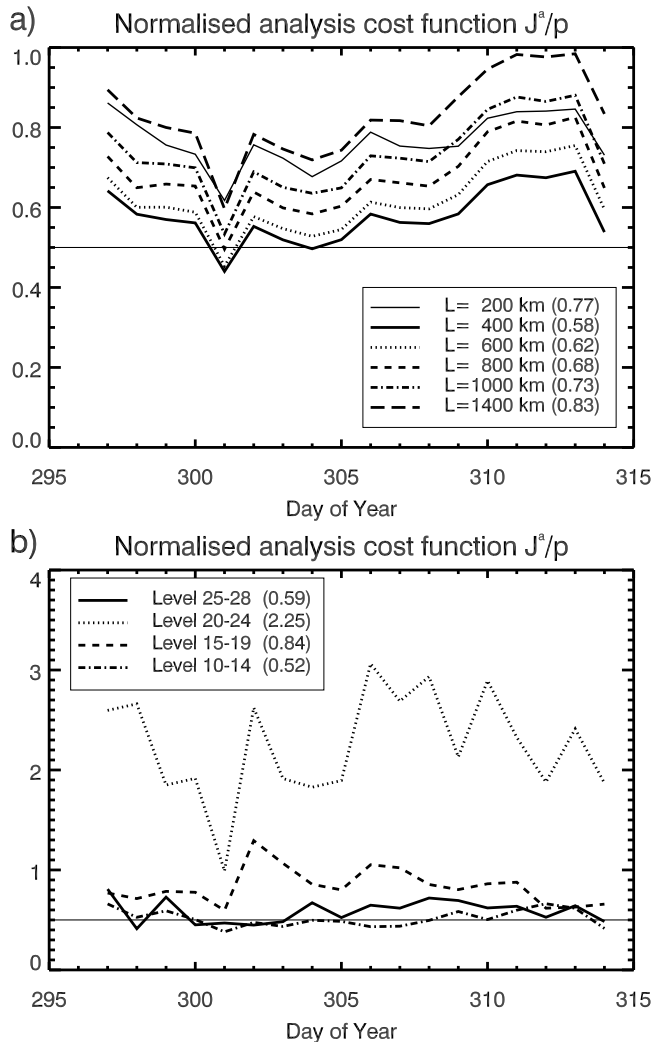 a) Normalised analysis cost function Jᵃ/p
1.0
0.8
0.6
0.4
0.2
0.0
L= 200 km (0.77)
L= 400 km (0.58)
L= 600 km (0.62)
L= 800 km (0.68)
L=1000 km (0.73)
L=1400 km (0.83)
295 300 305 310 315
Day of Year
b) Normalised analysis cost function Jᵃ/p
4
3
2
1
0
Level 25-28 (0.59)
Level 20-24 (2.25)
Level 15-19 (0.84)
Level 10-14 (0.52)
295 300 305 310 315
Day of Year